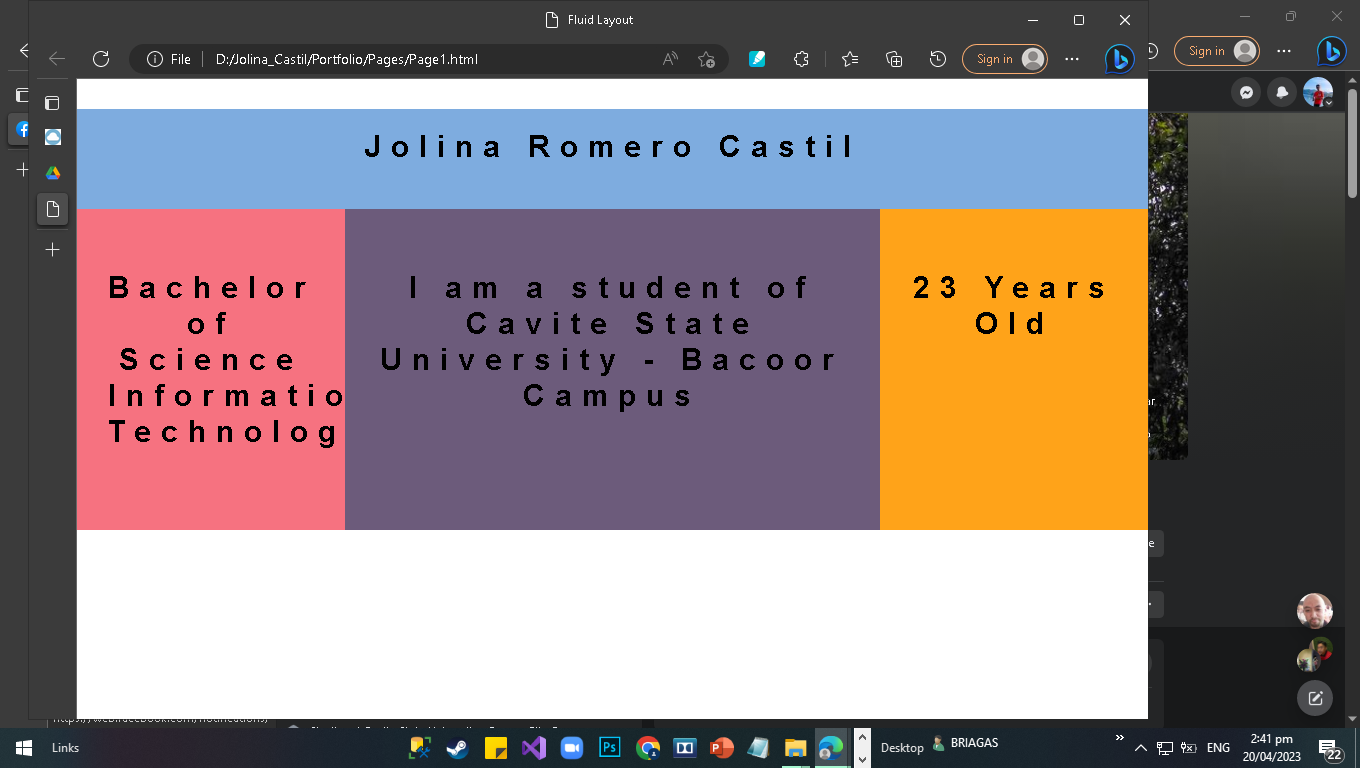 Fluid Layout
File
D:/Jolina_Castil/Portfolio/Pages/Page1.html
Sign in
Sign in
Jolina Romero Castil
Bachelor
of
Science
Informatio
Technolog
I am a student of
Cavite State
University - Bacoor
Campus
23 Years
Old
Links
Ps
Desktop
BRIAGAS
ENG
2:41 pm
20/04/2023
22